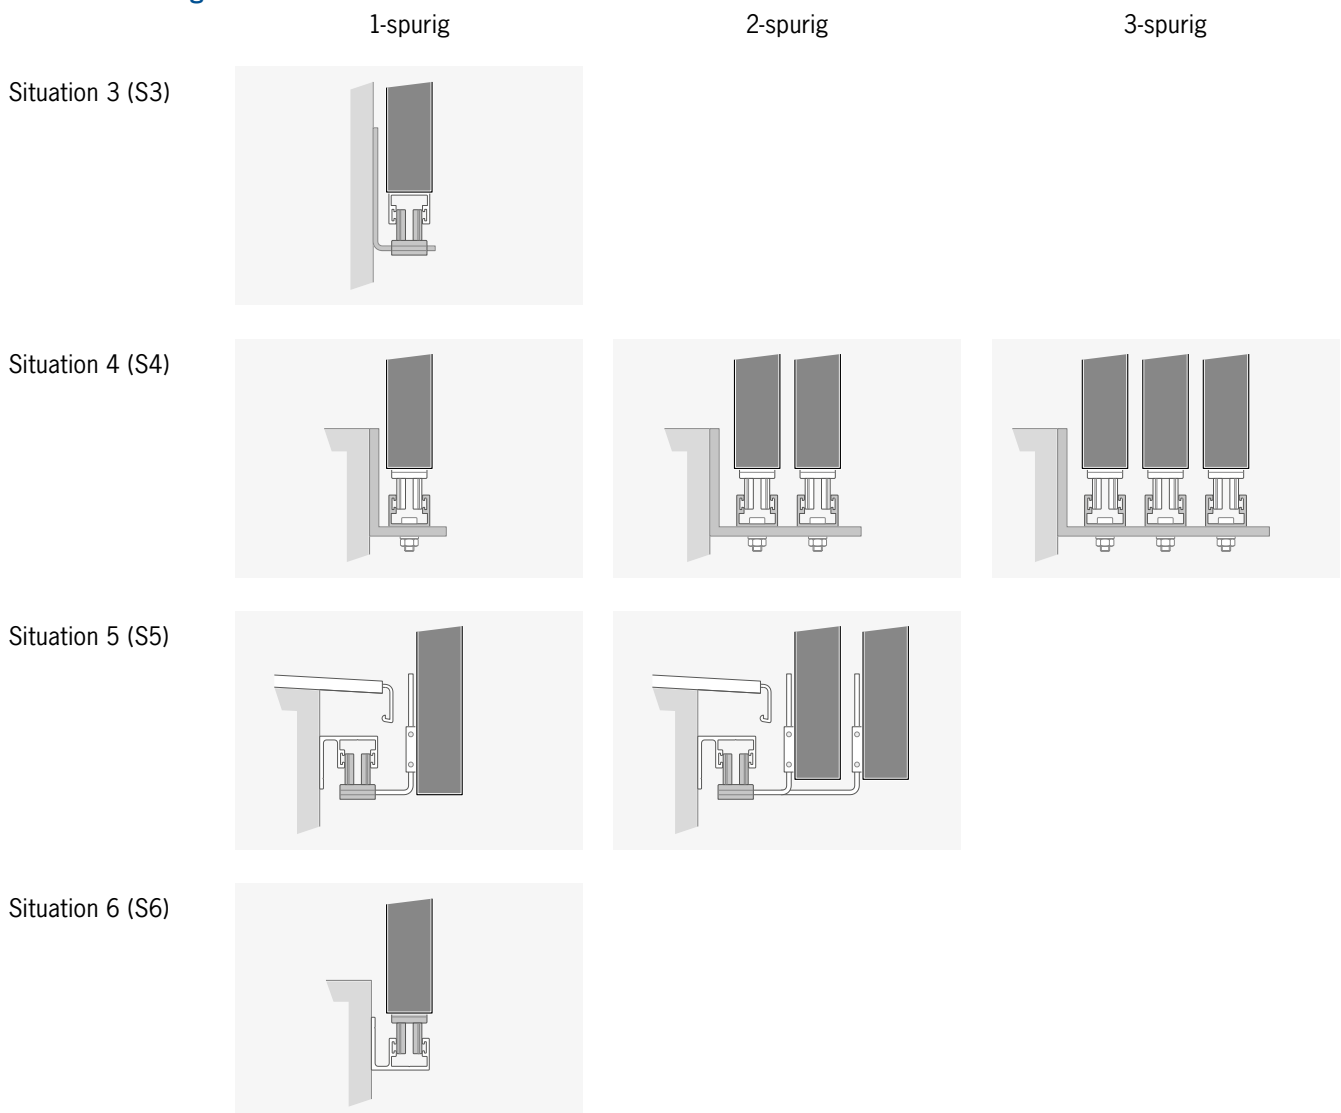 1-spurig 2-spurig 3-spurig
Situation 3 (S3)
Situation 4 (S4)
Situation 5 (S5)
Situation 6 (S6)